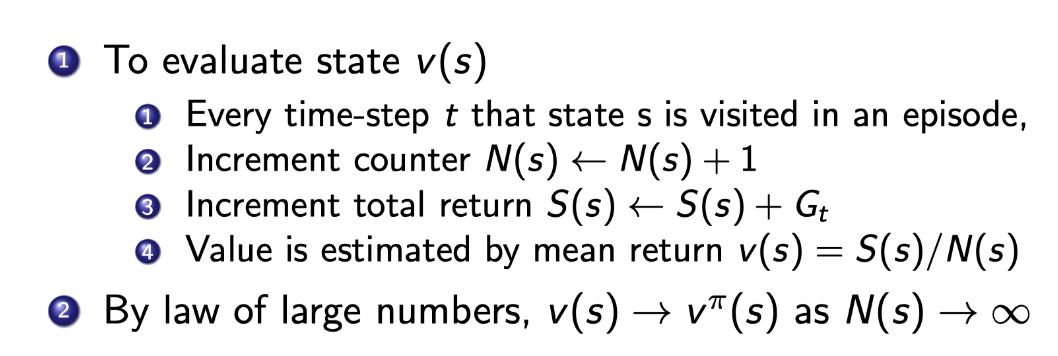 1 To evaluate state v(s)
1 Every time-step t that state s is visited in an episode,
2 Increment counter N(s) ← N(s) + 1
3 Increment total return S(s) ← S(s) + Gₜ
4 Value is estimated by mean return v(s) = S(s)/N(s)
2 By law of large numbers, v(s) → v^π(s) as N(s) → ∞